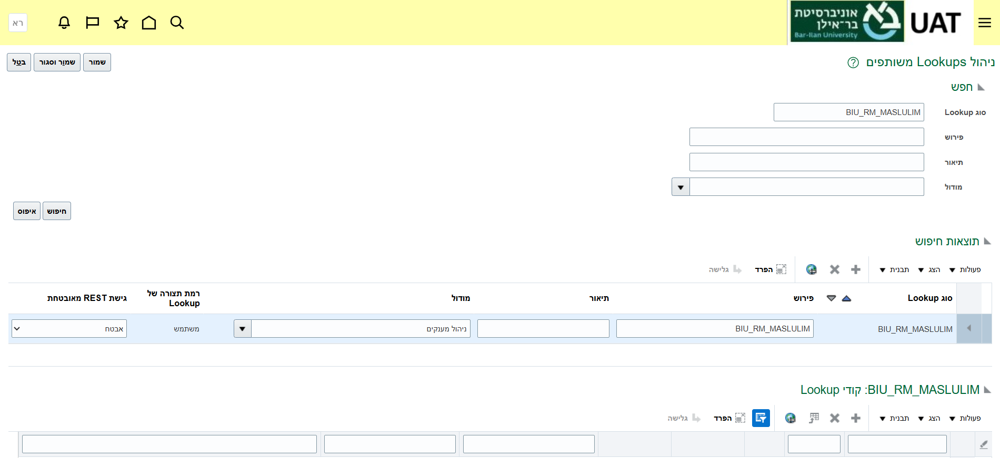 UAT
אוניברסיטת
בר־אילן
Bar-Ilan University
רא
ניהול Lookups משותפים ?
שמור
שמור וסגור
בטל
חפש
סוג Lookup
BIU_RM_MASLULIM
פירוש
תיאור
מודול
חיפוש
איפוס
תוצאות חיפוש
פעולות הצג תבנית הפרד גלישה
סוג Lookup פירוש תיאור מודול רמת תצורה של Lookup גישת REST מאובטחת
BIU_RM_MASLULIM BIU_RM_MASLULIM ניהול מענקים משתמש אבטח
BIU_RM_MASLULIM: קודי Lookup
פעולות הצג תבנית הפרד גלישה